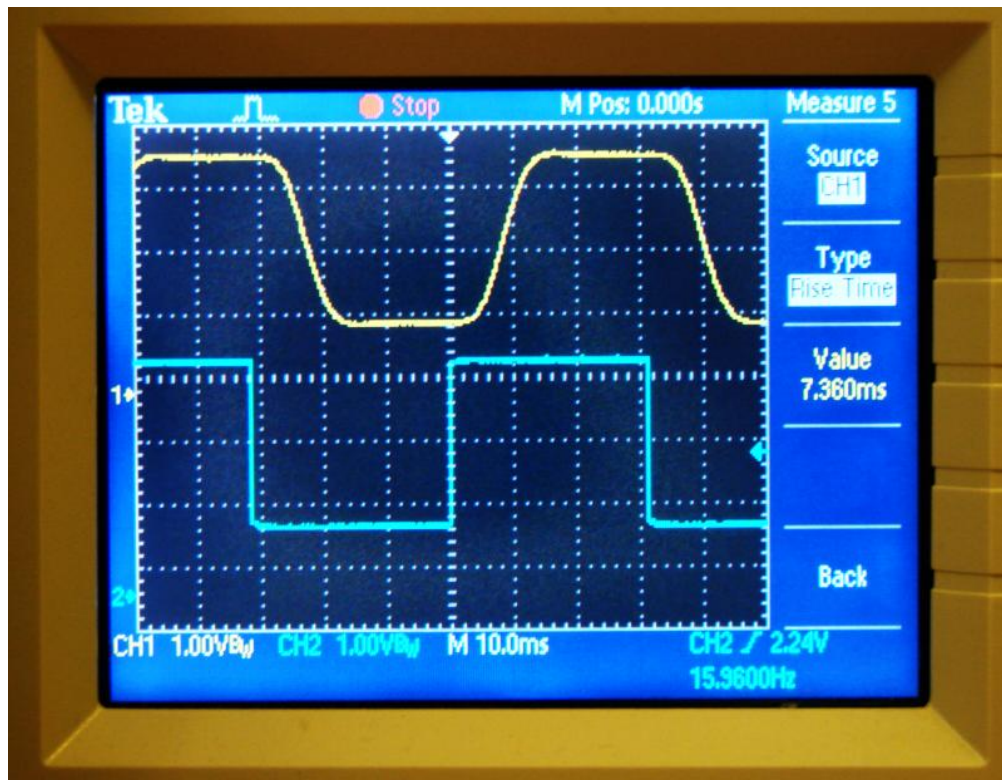 Tek Stop M Pos: 0.000s Measure 5
Source
CH1
Type
Rise Time
Value
7.360ms
1
2
Back
CH1 1.00VBW CH2 1.00VBW M 10.0ms CH2 2.24V
15.9600Hz